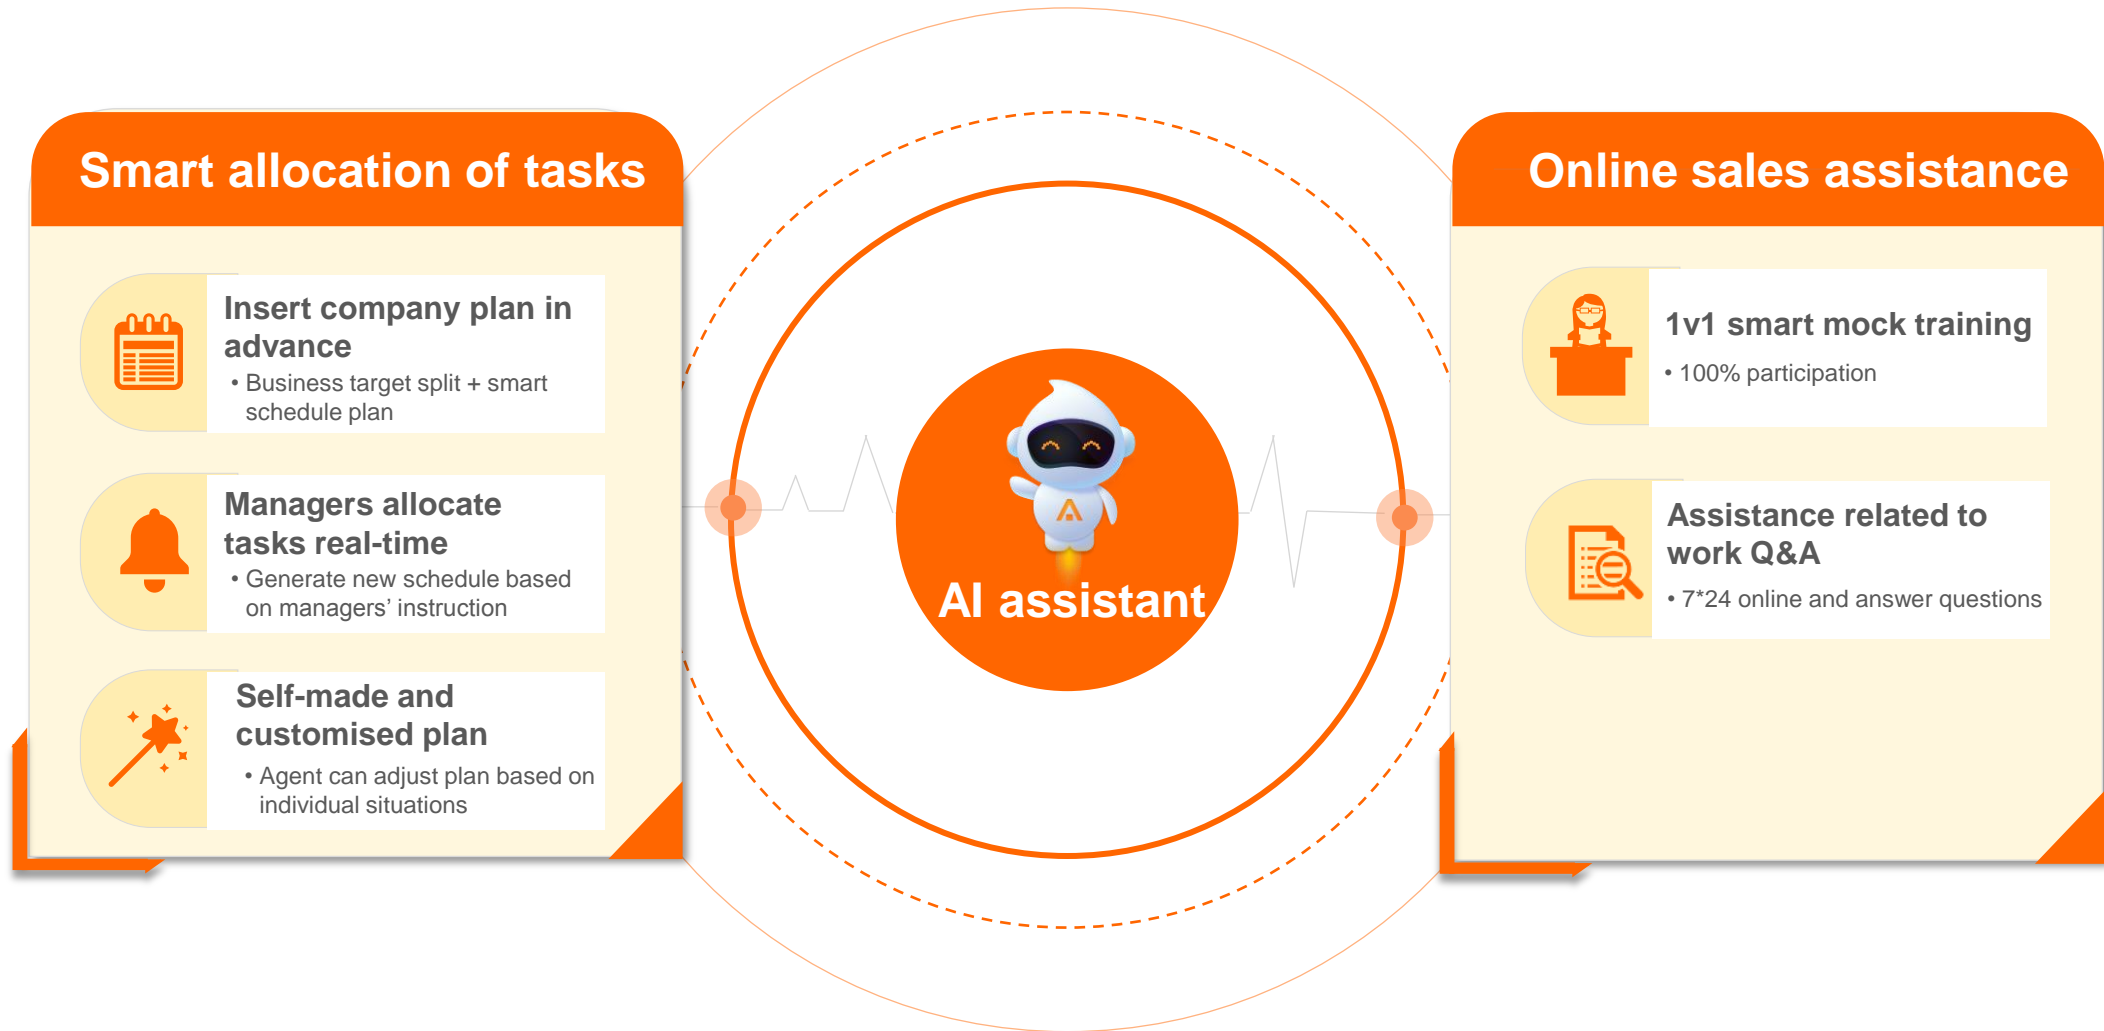 Smart allocation of tasks
Insert company plan in
advance
• Business target split + smart
schedule plan
Managers allocate
tasks real-time
• Generate new schedule based
on managers’ instruction
Self-made and
customised plan
• Agent can adjust plan based on
individual situations
AI assistant
Online sales assistance
1v1 smart mock training
• 100% participation
Assistance related to
work Q&A
• 7*24 online and answer questions